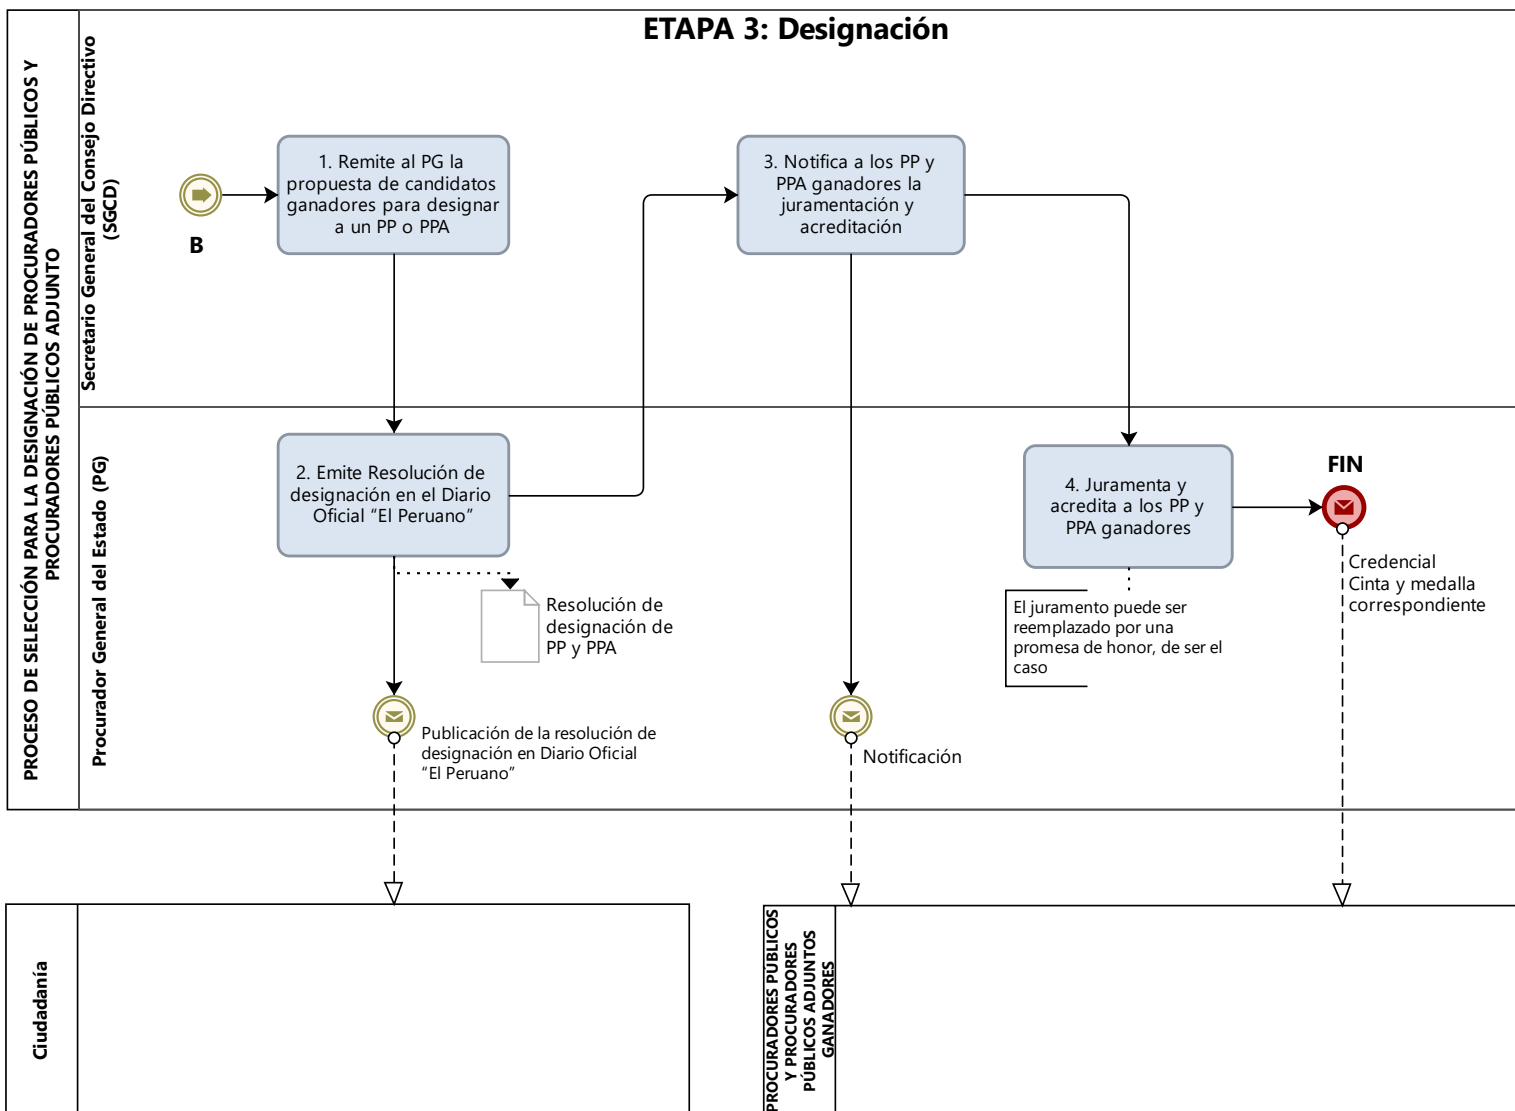 ETAPA 3: Designación
PROCESO DE SELECCIÓN PARA LA DESIGNACIÓN DE PROCURADORES PÚBLICOS Y
PROCURADORES PÚBLICOS ADJUNTO
Secretario General del Consejo Directivo
(SGCD)
B
1. Remite al PG la
propuesta de candidatos
ganadores para designar
a un PP o PPA
3. Notifica a los PP y
PPA ganadores la
juramentación y
acreditación
Procurador General del Estado (PG)
2. Emite Resolución de
designación en el Diario
Oficial “El Peruano”
Resolución de
designación de
PP y PPA
Publicación de la resolución de
designación en Diario Oficial
“El Peruano”
Notificación
4. Juramenta y
acredita a los PP y
PPA ganadores
El juramento puede ser
reemplazado por una
promesa de honor, de ser el
caso
FIN
Credencial
Cinta y medalla
correspondiente
Ciudadanía
PROCURADORES PÚBLICOS
Y PROCURADORES
PÚBLICOS ADJUNTOS
GANADORES